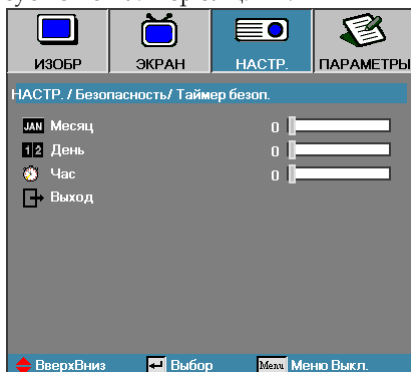 ИЗОБР ЭКРАН НАСТР. ПАРАМЕТРЫ
НАСТР. / Безопасность/ Таймер безоп.
JAN Месяц 0
1 2 День 0
Час 0
Выход
ВверхВниз Выбор Menu Меню Выкл.